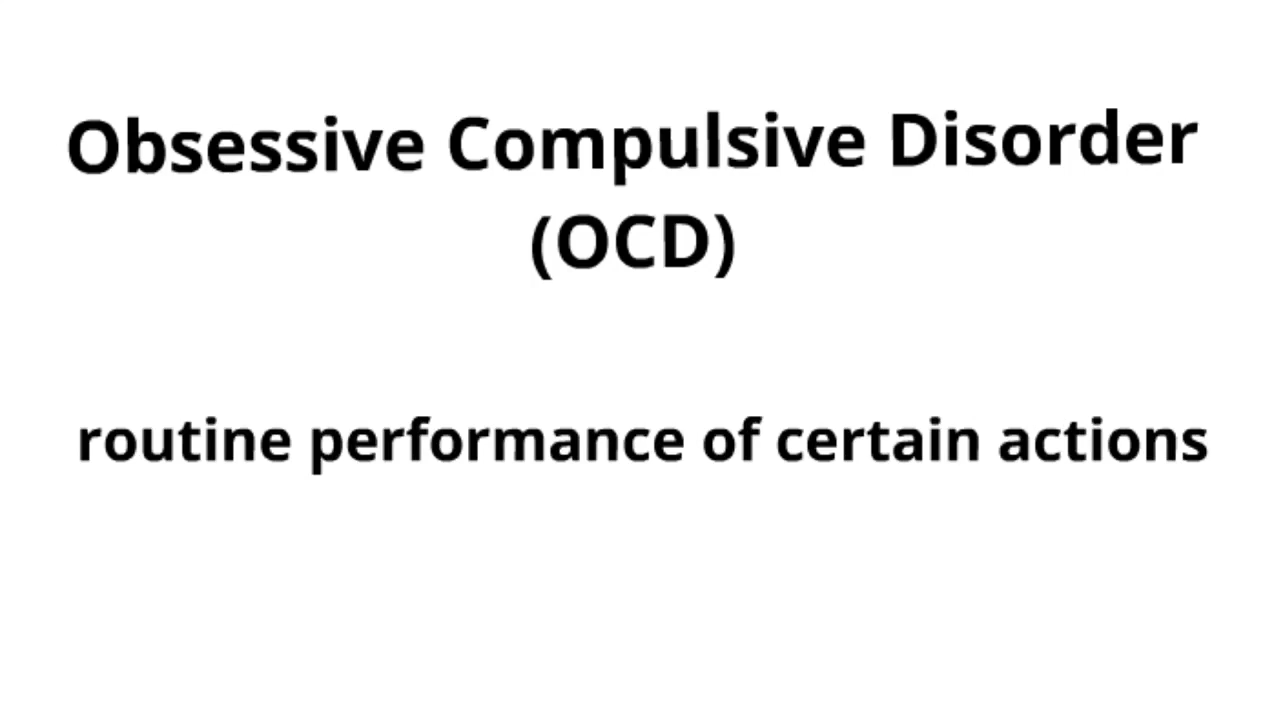 Obsessive Compulsive Disorder
(OCD)
routine performance of certain actions